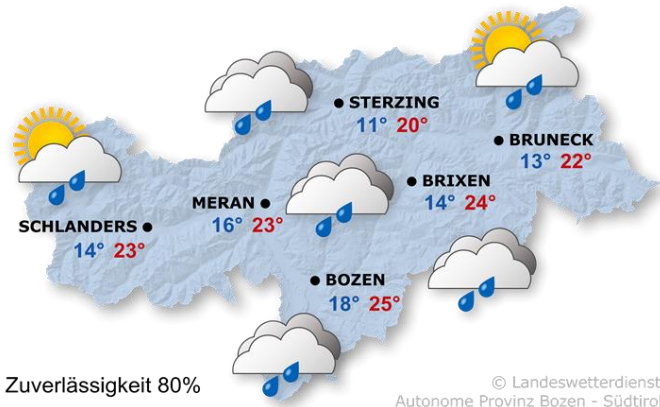 STERZING
11° 20°
BRUNECK
13° 22°
BRIXEN
14° 24°
MERAN
16° 23°
SCHLANDERS
14° 23°
BOZEN
18° 25°
Zuverlässigkeit 80%
© Landeswetterdienst
Autonome Provinz Bozen - Südtirol